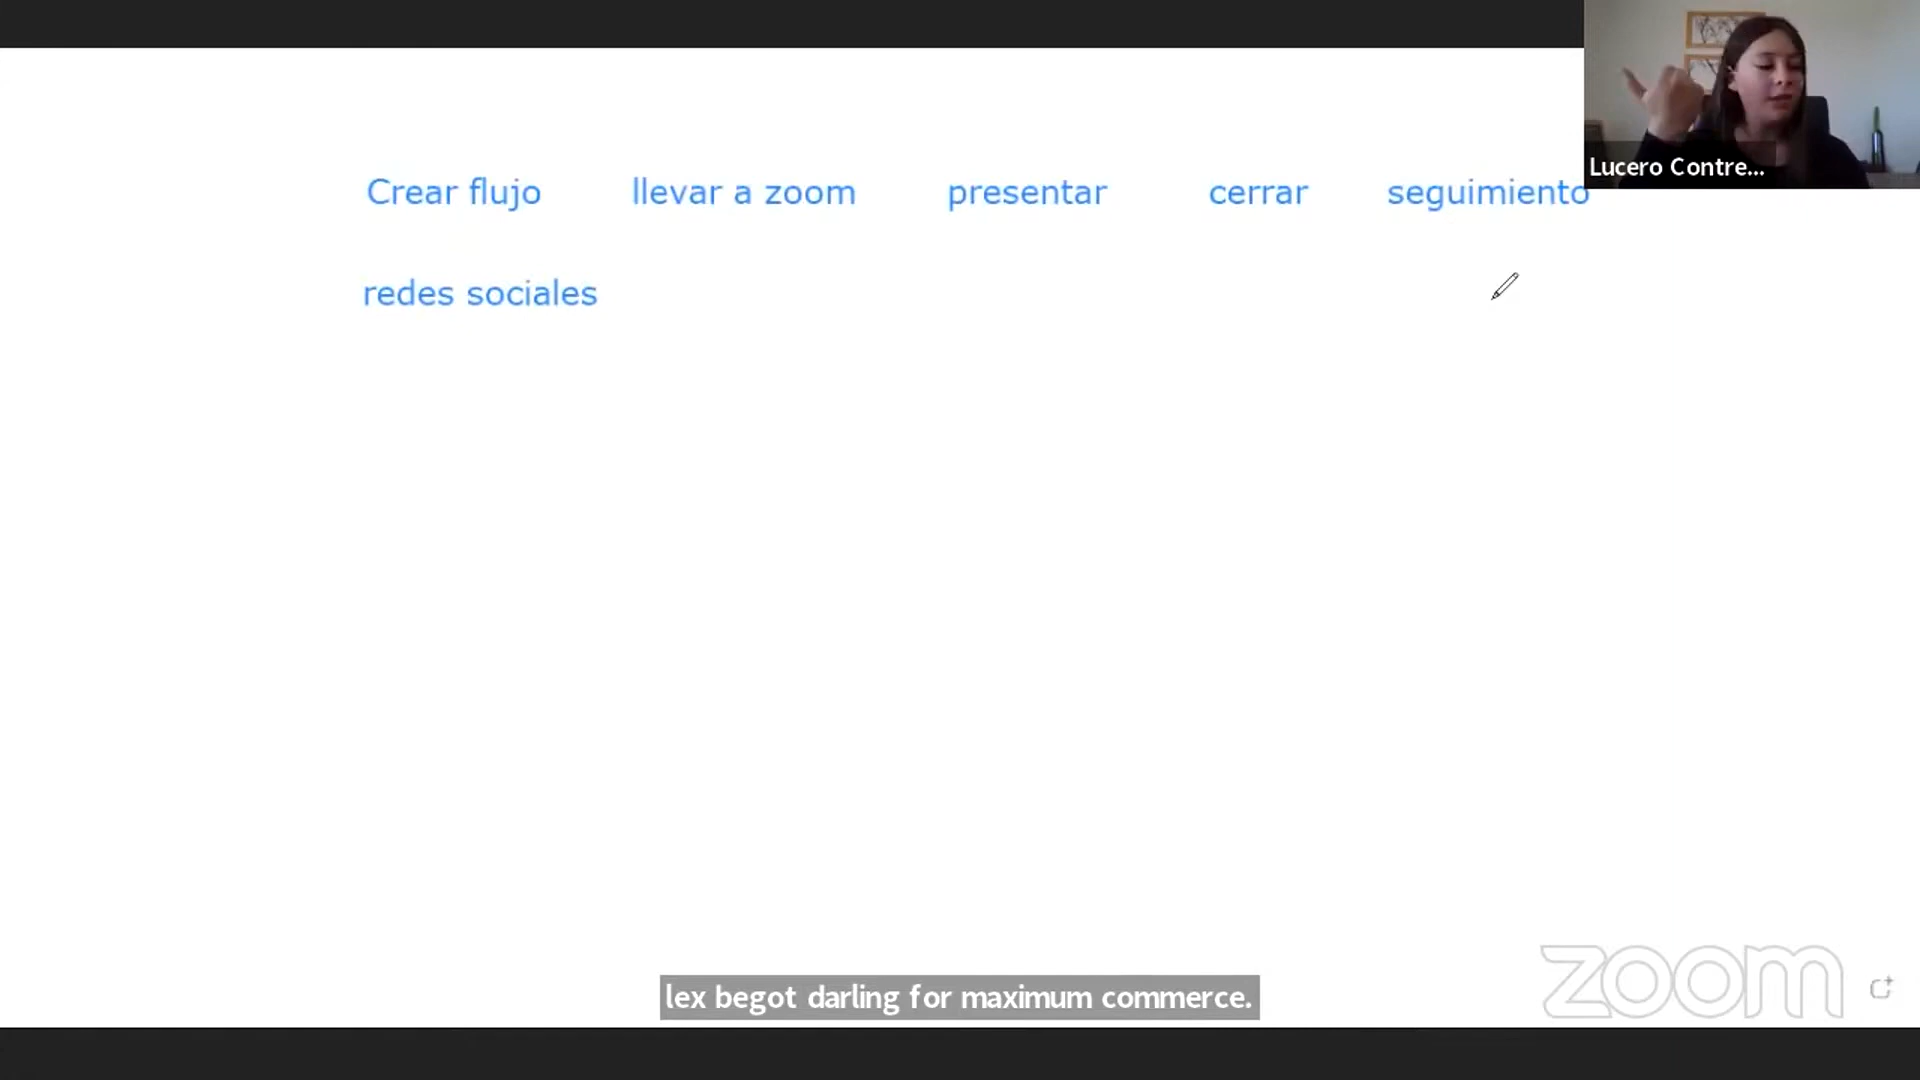 Lucero Contre...
Crear flujo llevar a zoom presentar cerrar seguimiento
redes sociales
lex begot darling for maximum commerce.
zoom